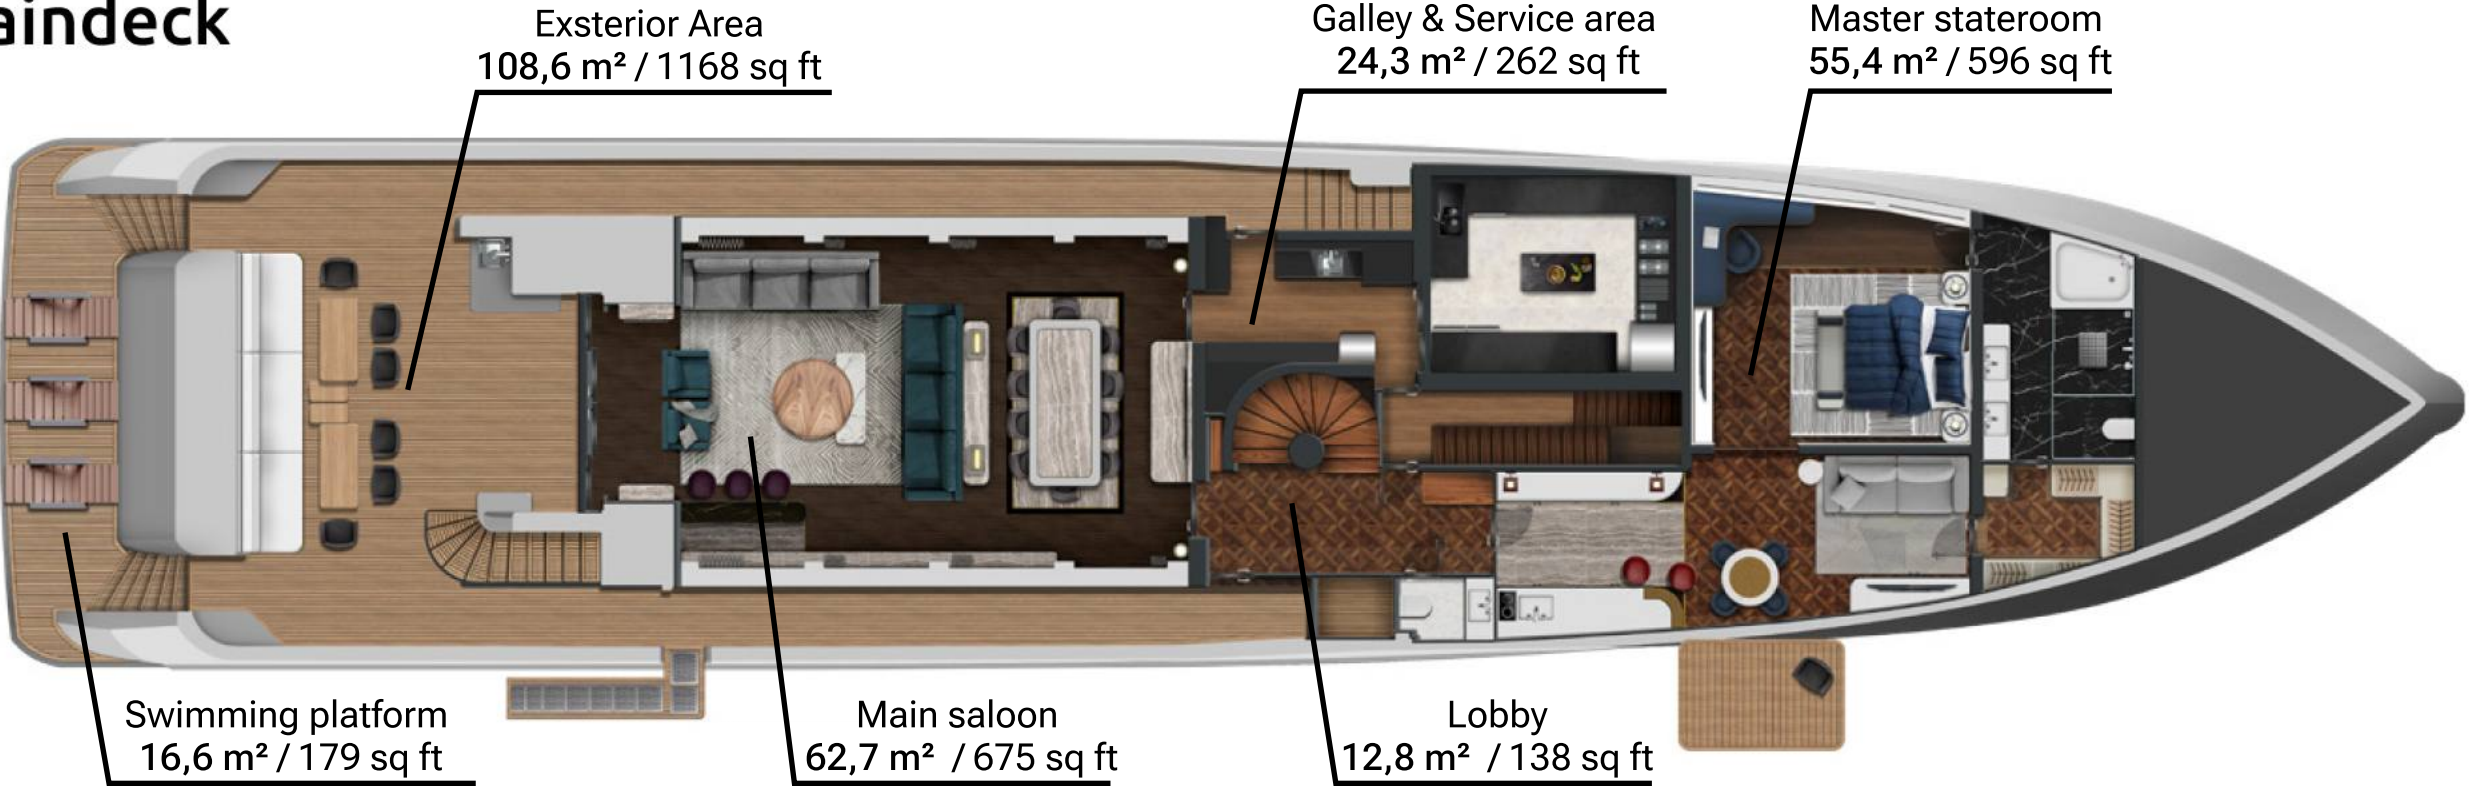 aindeck
Exsterior Area
108,6 m² / 1168 sq ft
Galley & Service area
24,3 m² / 262 sq ft
Master stateroom
55,4 m² / 596 sq ft
Swimming platform
16,6 m² / 179 sq ft
Main saloon
62,7 m² / 675 sq ft
Lobby
12,8 m² / 138 sq ft